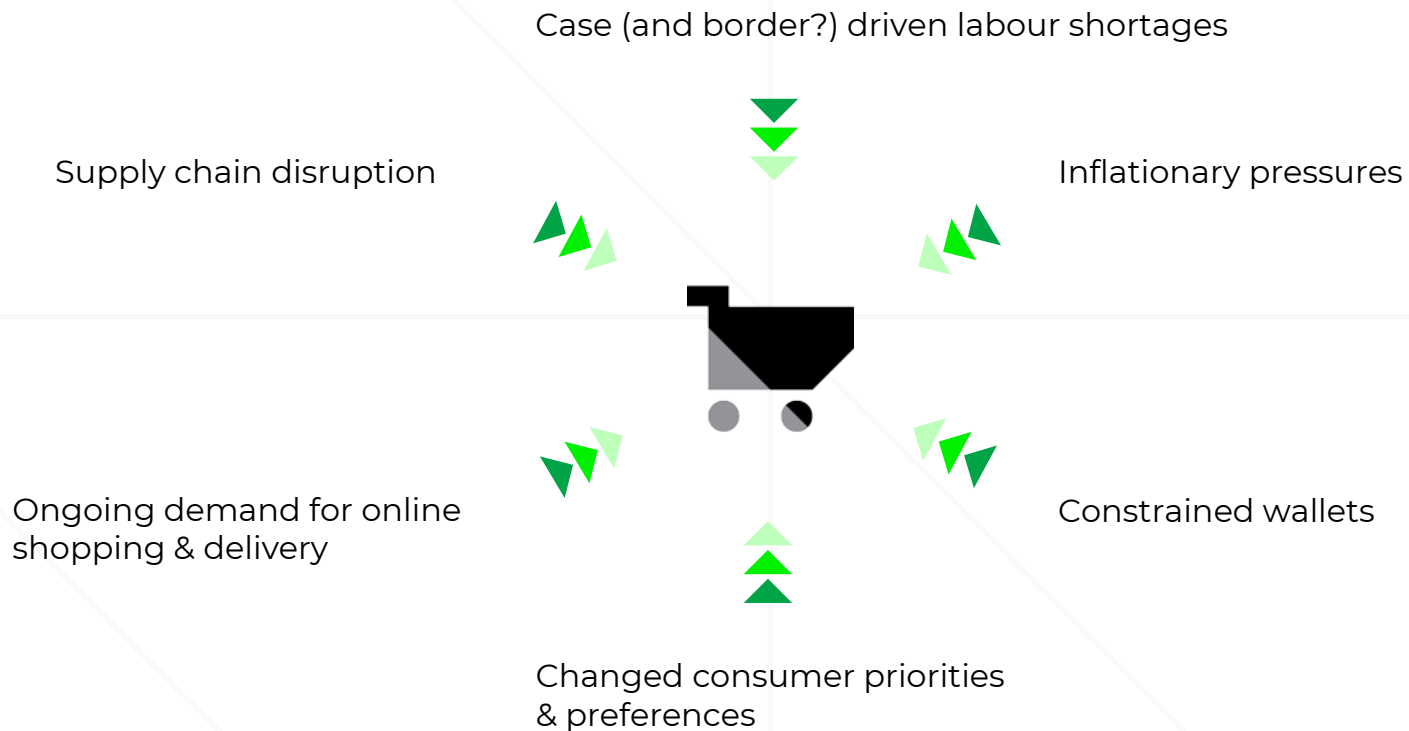 Case (and border?) driven labour shortages
Supply chain disruption
Inflationary pressures
Ongoing demand for online
shopping & delivery
Constrained wallets
Changed consumer priorities
& preferences